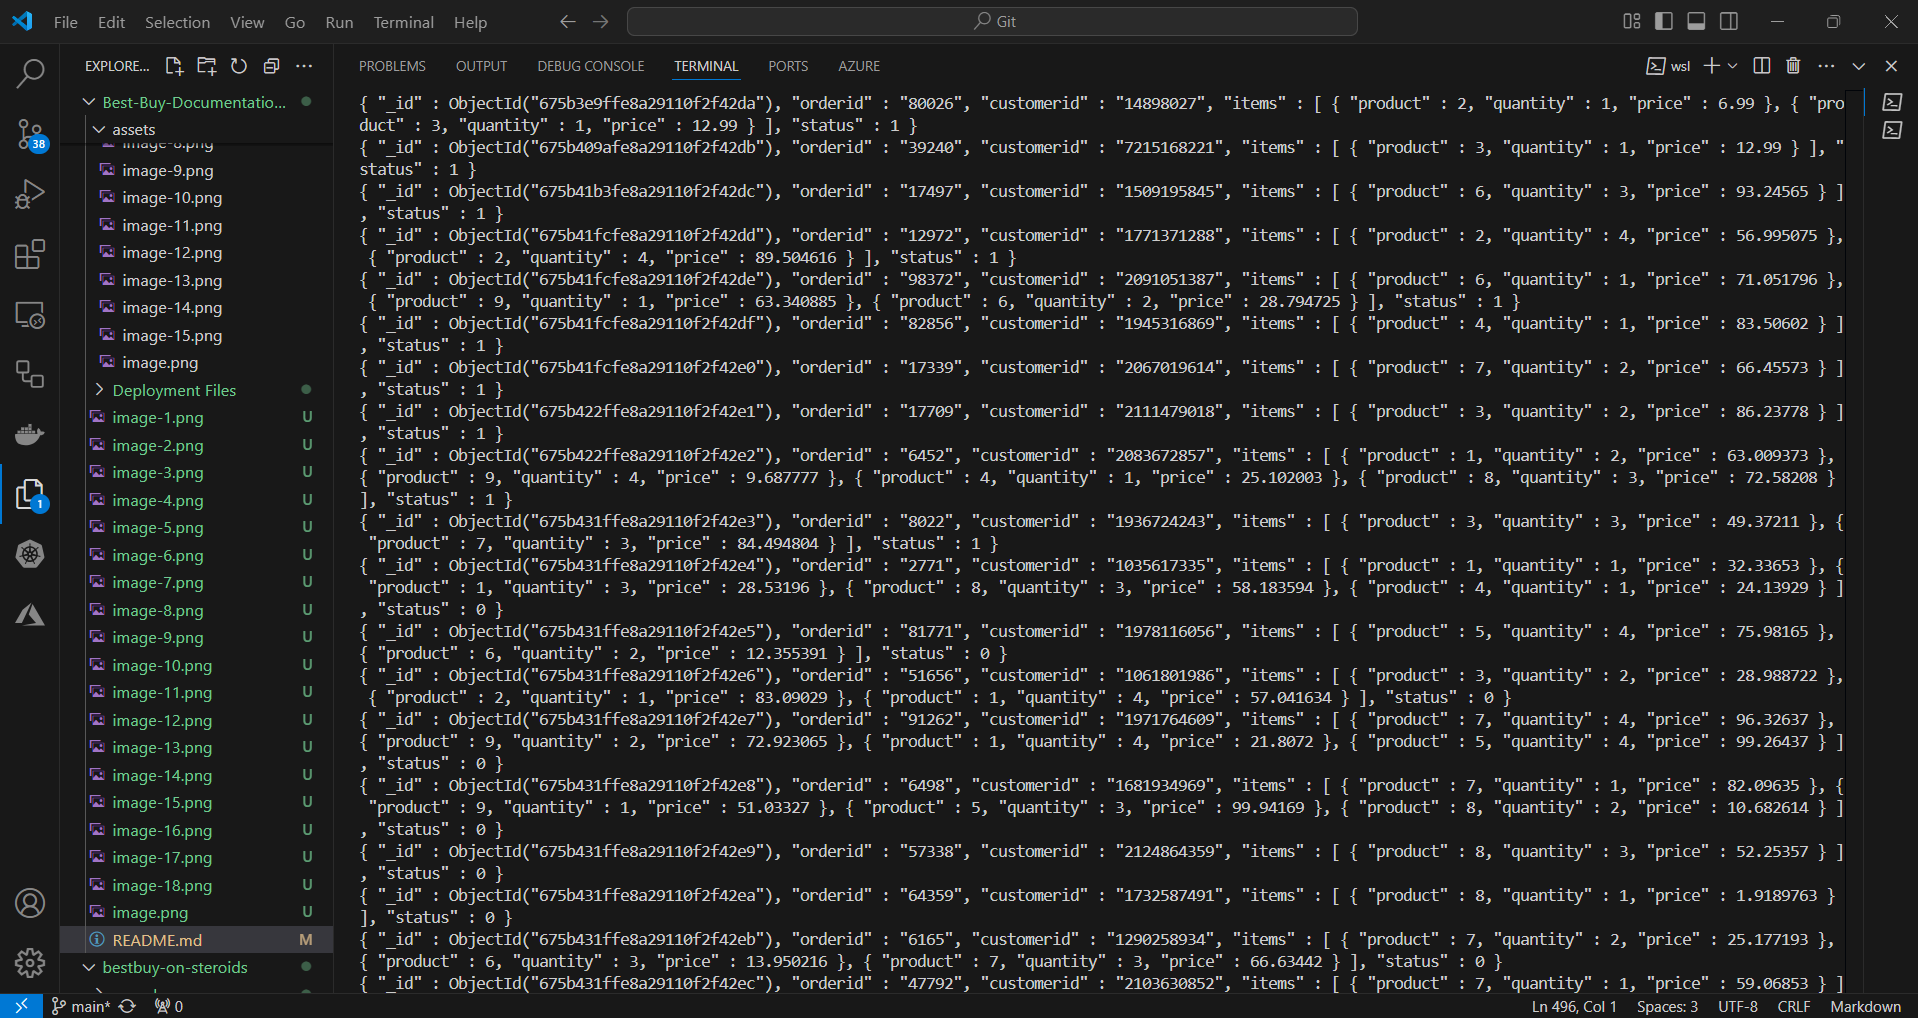 File Edit Selection View Go Run Terminal Help
Git
EXPLORE...
Best-Buy-Documentatio...
assets
image-8.png
image-9.png
image-10.png
image-11.png
image-12.png
image-13.png
image-14.png
image-15.png
image.png
Deployment Files
image-1.png U
image-2.png U
image-3.png U
image-4.png U
image-5.png U
image-6.png U
image-7.png U
image-8.png U
image-9.png U
image-10.png U
image-11.png U
image-12.png U
image-13.png U
image-14.png U
image-15.png U
image-16.png U
image-17.png U
image-18.png U
image.png U
README.md M
bestbuy-on-steroids
38
1
PROBLEMS OUTPUT DEBUG CONSOLE TERMINAL PORTS AZURE
wsl
{ "_id" : ObjectId("675b3e9ffe8a29110f2f42da"), "orderid" : "80026", "customerid" : "14898027", "items" : [ { "product" : 2, "quantity" : 1, "price" : 6.99 }, { "pro
duct" : 3, "quantity" : 1, "price" : 12.99 } ], "status" : 1 }
{ "_id" : ObjectId("675b409afe8a29110f2f42db"), "orderid" : "39240", "customerid" : "7215168221", "items" : [ { "product" : 3, "quantity" : 1, "price" : 12.99 } ], "
status" : 1 }
{ "_id" : ObjectId("675b41b3fe8a29110f2f42dc"), "orderid" : "17497", "customerid" : "1509195845", "items" : [ { "product" : 6, "quantity" : 3, "price" : 93.24565 } ]
, "status" : 1 }
{ "_id" : ObjectId("675b41fcfe8a29110f2f42dd"), "orderid" : "12972", "customerid" : "1771371288", "items" : [ { "product" : 2, "quantity" : 4, "price" : 56.995075 },
{ "product" : 2, "quantity" : 4, "price" : 89.504616 } ], "status" : 1 }
{ "_id" : ObjectId("675b41fcfe8a29110f2f42de"), "orderid" : "98372", "customerid" : "2091051387", "items" : [ { "product" : 6, "quantity" : 1, "price" : 71.051796 },
{ "product" : 9, "quantity" : 1, "price" : 63.340885 }, { "product" : 6, "quantity" : 2, "price" : 28.794725 } ], "status" : 1 }
{ "_id" : ObjectId("675b41fcfe8a29110f2f42df"), "orderid" : "82856", "customerid" : "1945316869", "items" : [ { "product" : 4, "quantity" : 1, "price" : 83.50602 } ]
, "status" : 1 }
{ "_id" : ObjectId("675b41fcfe8a29110f2f42e0"), "orderid" : "17339", "customerid" : "2067019614", "items" : [ { "product" : 7, "quantity" : 2, "price" : 66.45573 } ]
, "status" : 1 }
{ "_id" : ObjectId("675b422ffe8a29110f2f42e1"), "orderid" : "17709", "customerid" : "2111479018", "items" : [ { "product" : 3, "quantity" : 2, "price" : 86.23778 } ]
, "status" : 1 }
{ "_id" : ObjectId("675b422ffe8a29110f2f42e2"), "orderid" : "6452", "customerid" : "2083672857", "items" : [ { "product" : 1, "quantity" : 2, "price" : 63.009373 },
{ "product" : 9, "quantity" : 4, "price" : 9.687777 }, { "product" : 4, "quantity" : 1, "price" : 25.102003 }, { "product" : 8, "quantity" : 3, "price" : 72.58208 }
], "status" : 1 }
{ "_id" : ObjectId("675b431ffe8a29110f2f42e3"), "orderid" : "8022", "customerid" : "1936724243", "items" : [ { "product" : 3, "quantity" : 3, "price" : 49.37211 }, {
"product" : 7, "quantity" : 3, "price" : 84.494804 } ], "status" : 1 }
{ "_id" : ObjectId("675b431ffe8a29110f2f42e4"), "orderid" : "2771", "customerid" : "1035617335", "items" : [ { "product" : 1, "quantity" : 1, "price" : 32.33653 }, {
"product" : 1, "quantity" : 3, "price" : 28.53196 }, { "product" : 8, "quantity" : 3, "price" : 58.183594 }, { "product" : 4, "quantity" : 1, "price" : 24.13929 } ]
, "status" : 0 }
{ "_id" : ObjectId("675b431ffe8a29110f2f42e5"), "orderid" : "81771", "customerid" : "1978116056", "items" : [ { "product" : 5, "quantity" : 4, "price" : 75.98165 },
{ "product" : 6, "quantity" : 2, "price" : 12.355391 } ], "status" : 0 }
{ "_id" : ObjectId("675b431ffe8a29110f2f42e6"), "orderid" : "51656", "customerid" : "1061801986", "items" : [ { "product" : 3, "quantity" : 2, "price" : 28.988722 },
{ "product" : 2, "quantity" : 1, "price" : 83.09029 }, { "product" : 1, "quantity" : 4, "price" : 57.041634 } ], "status" : 0 }
{ "_id" : ObjectId("675b431ffe8a29110f2f42e7"), "orderid" : "91262", "customerid" : "1971764609", "items" : [ { "product" : 7, "quantity" : 4, "price" : 96.32637 },
{ "product" : 9, "quantity" : 2, "price" : 72.923065 }, { "product" : 1, "quantity" : 4, "price" : 21.8072 }, { "product" : 5, "quantity" : 4, "price" : 99.26437 } ]
, "status" : 0 }
{ "_id" : ObjectId("675b431ffe8a29110f2f42e8"), "orderid" : "6498", "customerid" : "1681934969", "items" : [ { "product" : 7, "quantity" : 1, "price" : 82.09635 }, {
"product" : 9, "quantity" : 1, "price" : 51.03327 }, { "product" : 5, "quantity" : 3, "price" : 99.94169 }, { "product" : 8, "quantity" : 2, "price" : 10.682614 } ]
, "status" : 0 }
{ "_id" : ObjectId("675b431ffe8a29110f2f42e9"), "orderid" : "57338", "customerid" : "2124864359", "items" : [ { "product" : 8, "quantity" : 3, "price" : 52.25357 } ]
, "status" : 0 }
{ "_id" : ObjectId("675b431ffe8a29110f2f42ea"), "orderid" : "64359", "customerid" : "1732587491", "items" : [ { "product" : 8, "quantity" : 1, "price" : 1.9189763 }
], "status" : 0 }
{ "_id" : ObjectId("675b431ffe8a29110f2f42eb"), "orderid" : "6165", "customerid" : "1290258934", "items" : [ { "product" : 7, "quantity" : 2, "price" : 25.177193 },
{ "product" : 6, "quantity" : 3, "price" : 13.950216 }, { "product" : 7, "quantity" : 3, "price" : 66.63442 } ], "status" : 0 }
{ "_id" : ObjectId("675b431ffe8a29110f2f42ec"), "orderid" : "47792", "customerid" : "2103630852", "items" : [ { "product" : 7, "quantity" : 1, "price" : 59.06853 } ]
main* 0
Ln 496, Col 1 Spaces: 3 UTF-8 CRLF Markdown